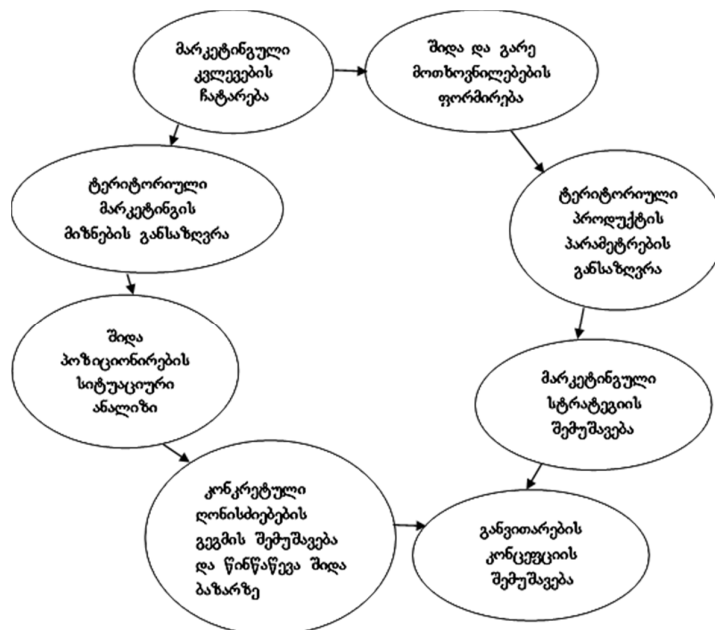 მარკეტინგული
კვლევების
ჩატარება
შიდა და გარე
მოთხოვნილებების
ფორმირება
ტერიტორიული
მარკეტინგის
მიზნების განსაზღვრა
ტერიტორიული
პროდუქტის
პარამეტრების
განსაზღვრა
შიდა
პოზიციონირების
სიტუაციური
ანალიზი
მარკეტინგული
სტრატეგიის
შემუშავება
კონკრეტული
ღონისძიებების
გეგმის შემუშავება
და წინწაწევა შიდა
ბაზარზე
განვითარების
კონცეფციის
შემუშავება